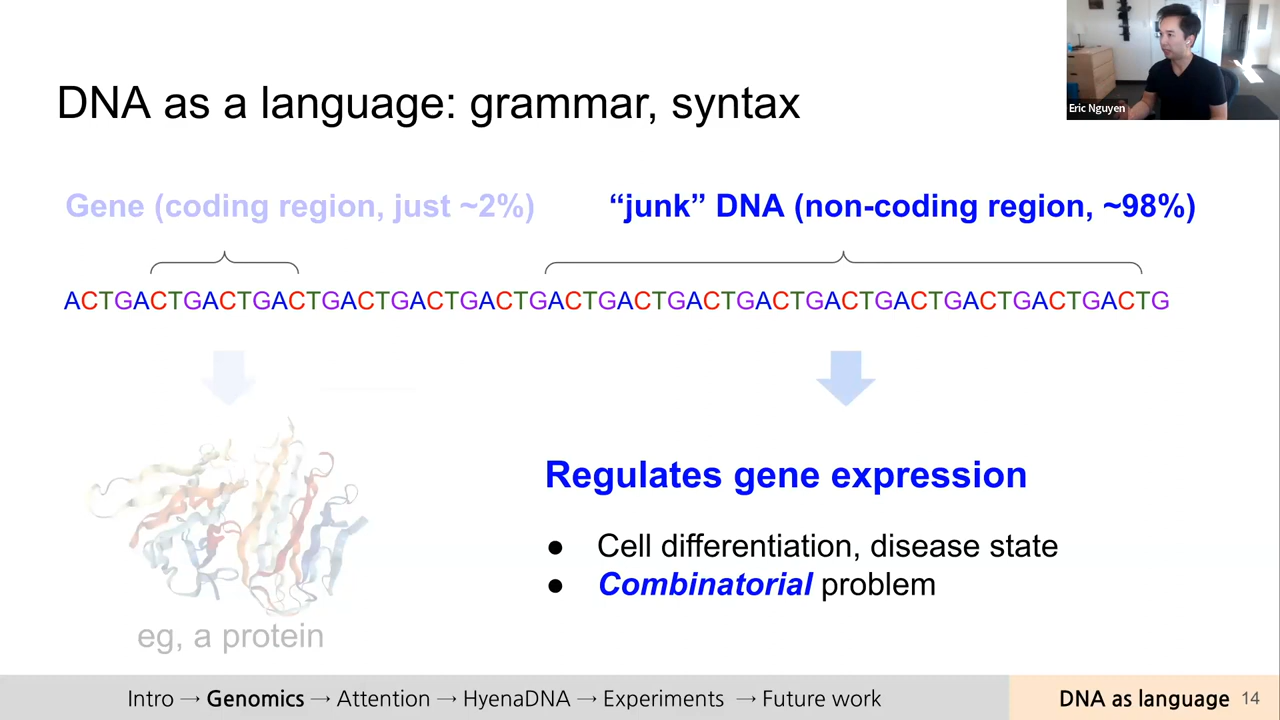 Eric Nguyen
DNA as a language: grammar, syntax
Gene (coding region, just ~2%)
“junk” DNA (non-coding region, ~98%)
ACTGACTGACTGACTGACTGACTGACTGACTGACTGACTGACTGACTGACTGACTGACTGACTG
Regulates gene expression
● Cell differentiation, disease state
● Combinatorial problem
eg, a protein
Intro → Genomics → Attention → HyenaDNA → Experiments → Future work
DNA as language 14